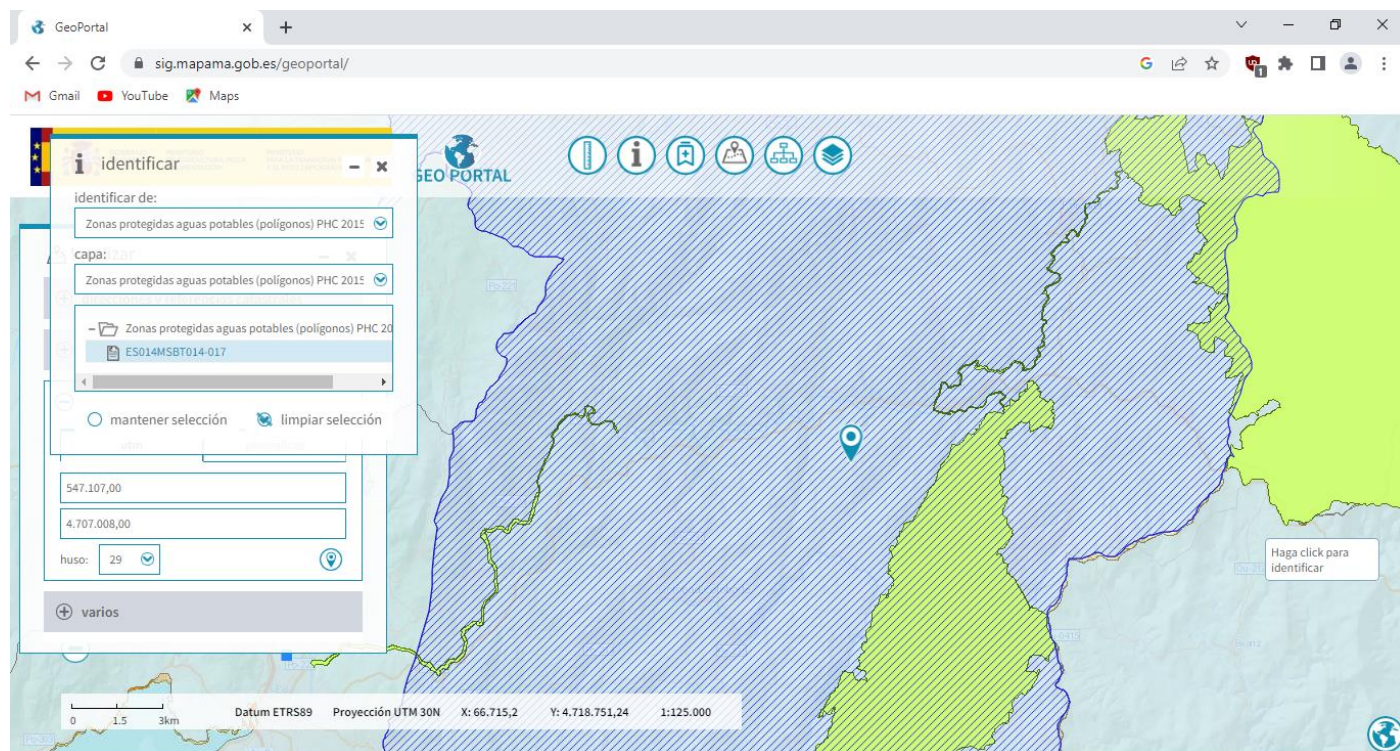 GeoPortal
sig.mapama.gob.es/geoportal/
Gmail YouTube Maps
GEO PORTAL
i identificar
identificar de:
Zonas protegidas aguas potables (polígonos) PHC 2015
capa:
Zonas protegidas aguas potables (polígonos) PHC 2015
Zonas protegidas aguas potables (polígonos) PHC 20
ES014MSBT014-017
mantener selección limpiar selección
547.107,00
4.707.008,00
huso: 29
varios
Haga click para
identificar
0 1.5 3km
Datum ETRS89 Proyección UTM 30N X: 66.715,2 Y: 4.718.751,24 1:125.000